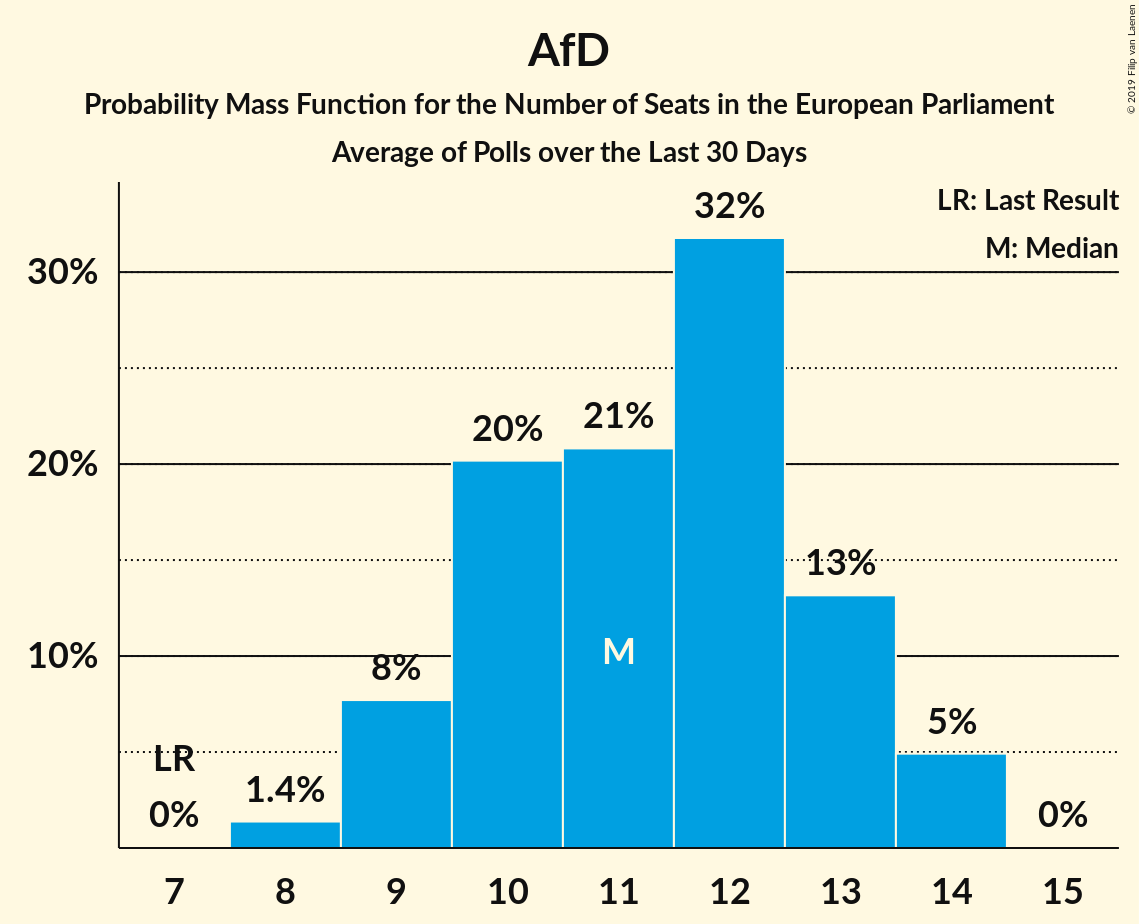 AfD
Probability Mass Function for the Number of Seats in the European Parliament
Average of Polls over the Last 30 Days
© 2019 Filip van Laenen
LR: Last Result
M: Median
32%
30%
21%
20%
20%
13%
10%
8%
M
5%
LR
1.4%
0%
0%
7 8 9 10 11 12 13 14 15